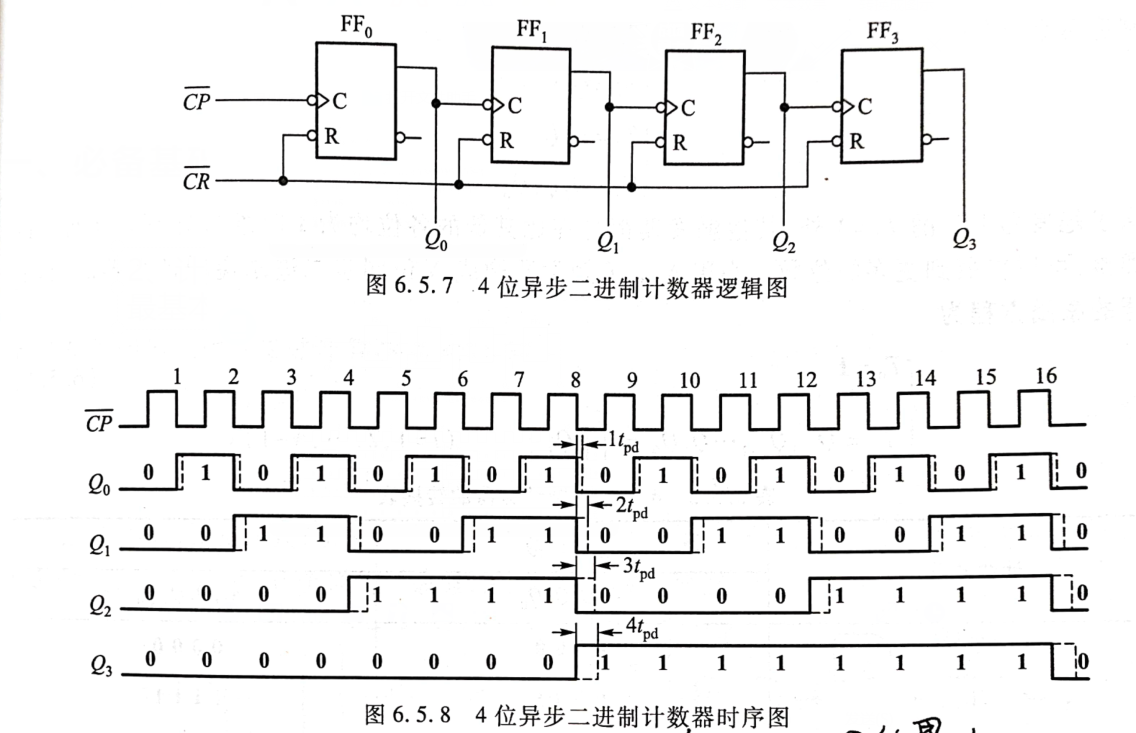 FF₀ FF₁ FF₂ FF₃
C̅P̅ C C C C
R R R R
C̅R̅
Q₀ Q₁ Q₂ Q₃
图 6.5.7 4 位异步二进制计数器逻辑图
1 2 3 4 5 6 7 8 9 10 11 12 13 14 15 16
C̅P̅
1tpd
Q₀ 0 1 0 1 0 1 0 1 0 1 0 1 0 1 0 1 0
2tpd
Q₁ 0 0 1 1 0 0 1 1 0 0 1 1 0 0 1 1 0
3tpd
Q₂ 0 0 0 0 1 1 1 1 0 0 0 0 1 1 1 1 0
4tpd
Q₃ 0 0 0 0 0 0 0 0 1 1 1 1 1 1 1 1 0
图 6.5.8 4 位异步二进制计数器时序图